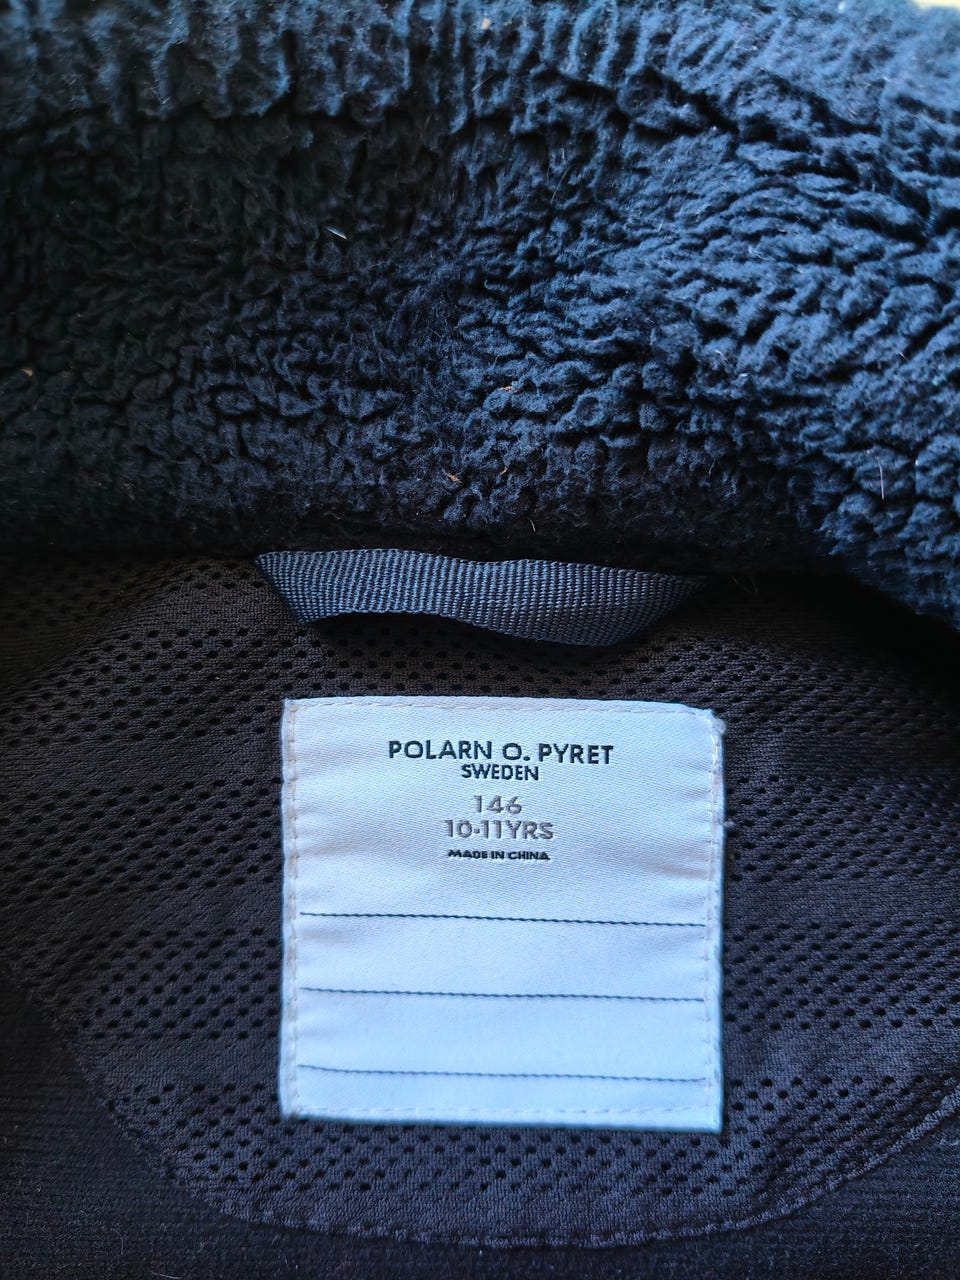 POLARN O. PYRET
SWEDEN
146
10-11YRS
MADE IN CHINA